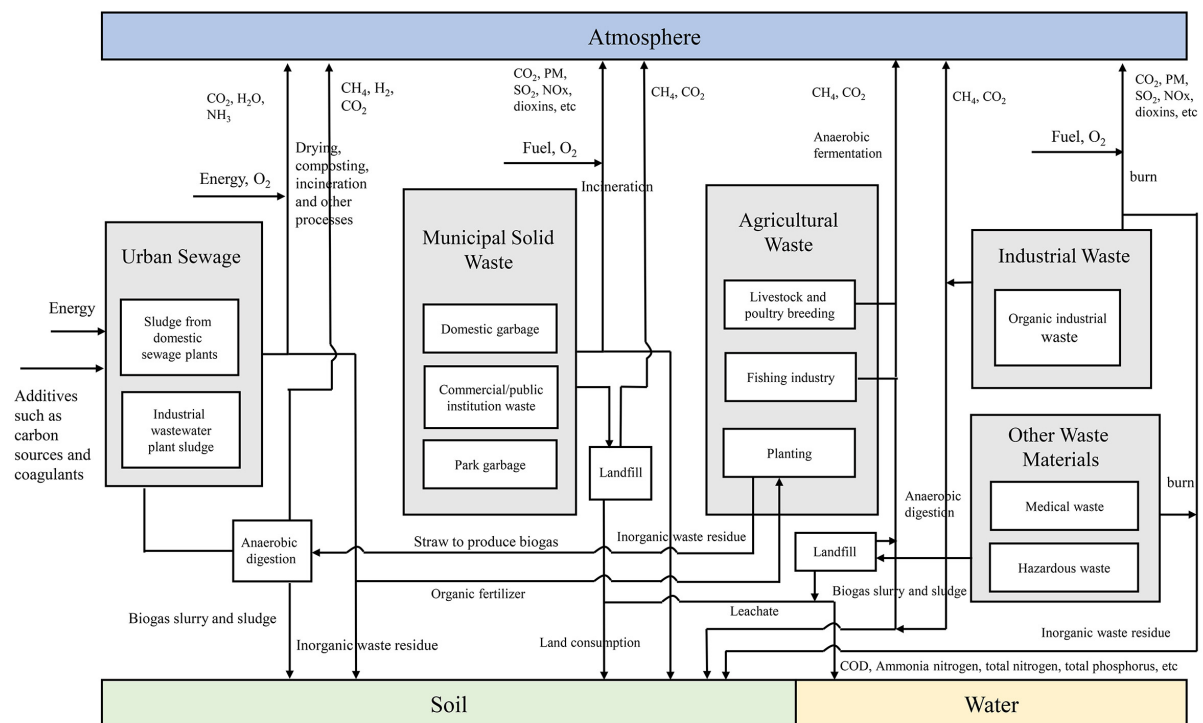 Atmosphere
CO2, H2O,
NH3
CH4, H2,
CO2
CO2, PM,
SO2, NOx,
dioxins, etc
CH4, CO2
CH4, CO2
CH4, CO2
CO2, PM,
SO2, NOx,
dioxins, etc
Drying,
composting,
incineration
and other
processes
Energy, O2
Fuel, O2
Incineration
Anaerobic
fermentation
Fuel, O2
burn
Urban Sewage
Sludge from
domestic
sewage plants
Industrial
wastewater
plant sludge
Energy
Additives
such as
carbon
sources and
coagulants
Municipal Solid
Waste
Domestic garbage
Commercial/public
institution waste
Park garbage
Landfill
Agricultural
Waste
Livestock and
poultry breeding
Fishing industry
Planting
Industrial Waste
Organic industrial
waste
Other Waste
Materials
Medical waste
Hazardous waste
burn
Anaerobic
digestion
Anaerobic
digestion
Landfill
Straw to produce biogas
Inorganic waste residue
Organic fertilizer
Biogas slurry and sludge
Leachate
Biogas slurry and sludge
Inorganic waste residue
Land consumption
Inorganic waste residue
COD, Ammonia nitrogen, total nitrogen, total phosphorus, etc
Soil
Water